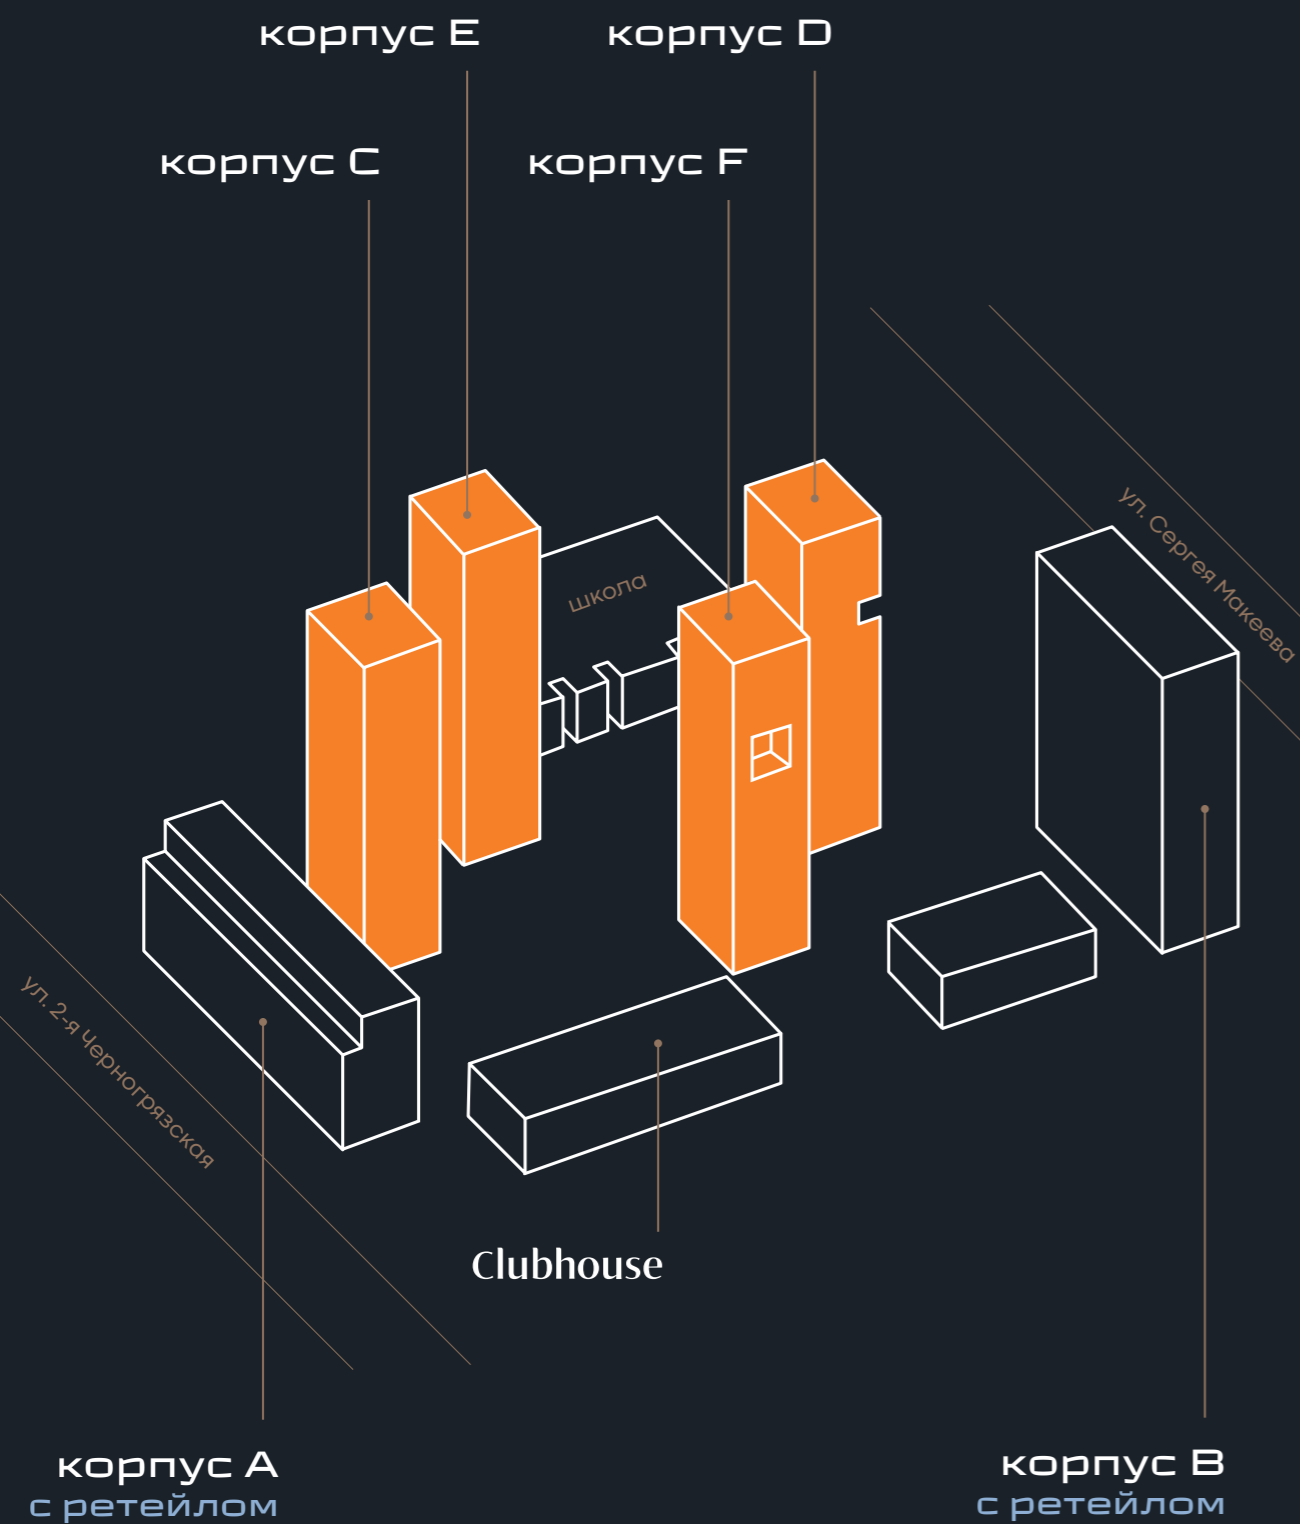 корпус E
корпус D
корпус C
корпус F
ул. Сергея Макеева
школа
ул. 2-я Черногрязская
Clubhouse
корпус A
с ретейлом
корпус B
с ретейлом